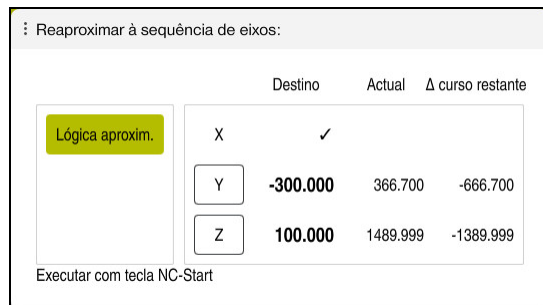 Reaproximar à sequência de eixos:
Destino Actual Δ curso restante
Lógica aproxim. X ✓
Y -300.000 366.700 -666.700
Z 100.000 1489.999 -1389.999
Executar com tecla NC-Start